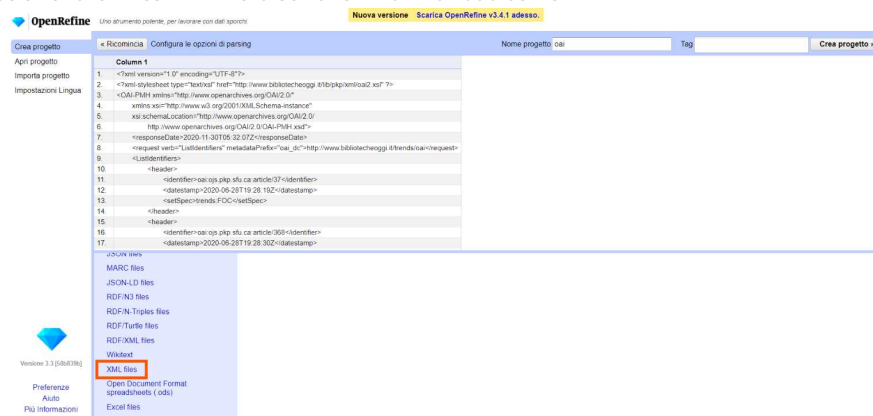 OpenRefine Uno strumento potente, per lavorare con dati sporchi
Nuova versione Scarica OpenRefine v3.4.1 adesso.
Crea progetto
Apri progetto
Importa progetto
Impostazioni Lingua
« Ricomincia Configura le opzioni di parsing Nome progetto oai Tag Crea progetto »
Column 1
1. <?xml version="1.0" encoding="UTF-8"?>
2. <?xml-stylesheet type="text/xsl" href="http://www.bibliotecheoggi.it/lib/pkp/xml/oai2.xsl" ?>
3. <OAI-PMH xmlns="http://www.openarchives.org/OAI/2.0/"
4. xmlns:xsi="http://www.w3.org/2001/XMLSchema-instance"
5. xsi:schemaLocation="http://www.openarchives.org/OAI/2.0/
6. http://www.openarchives.org/OAI/2.0/OAI-PMH.xsd">
7. <responseDate>2020-11-30T05:32:07Z</responseDate>
8. <request verb="ListIdentifiers" metadataPrefix="oai_dc">http://www.bibliotecheoggi.it/trends/oai</request>
9. <ListIdentifiers>
10. <header>
11. <identifier>oai:ojs.pkp.sfu.ca:article/37</identifier>
12. <datestamp>2020-06-28T19:28:19Z</datestamp>
13. <setSpec>trends:FOC</setSpec>
14. </header>
15. <header>
16. <identifier>oai:ojs.pkp.sfu.ca:article/368</identifier>
17. <datestamp>2020-06-28T19:28:30Z</datestamp>
JSON files
MARC files
JSON-LD files
RDF/N3 files
RDF/N-Triples files
RDF/Turtle files
RDF/XML files
Wikitext
XML files
Open Document Format
spreadsheets (.ods)
Excel files
Versione 3.3
Preferenze
Aiuto
Più Informazioni